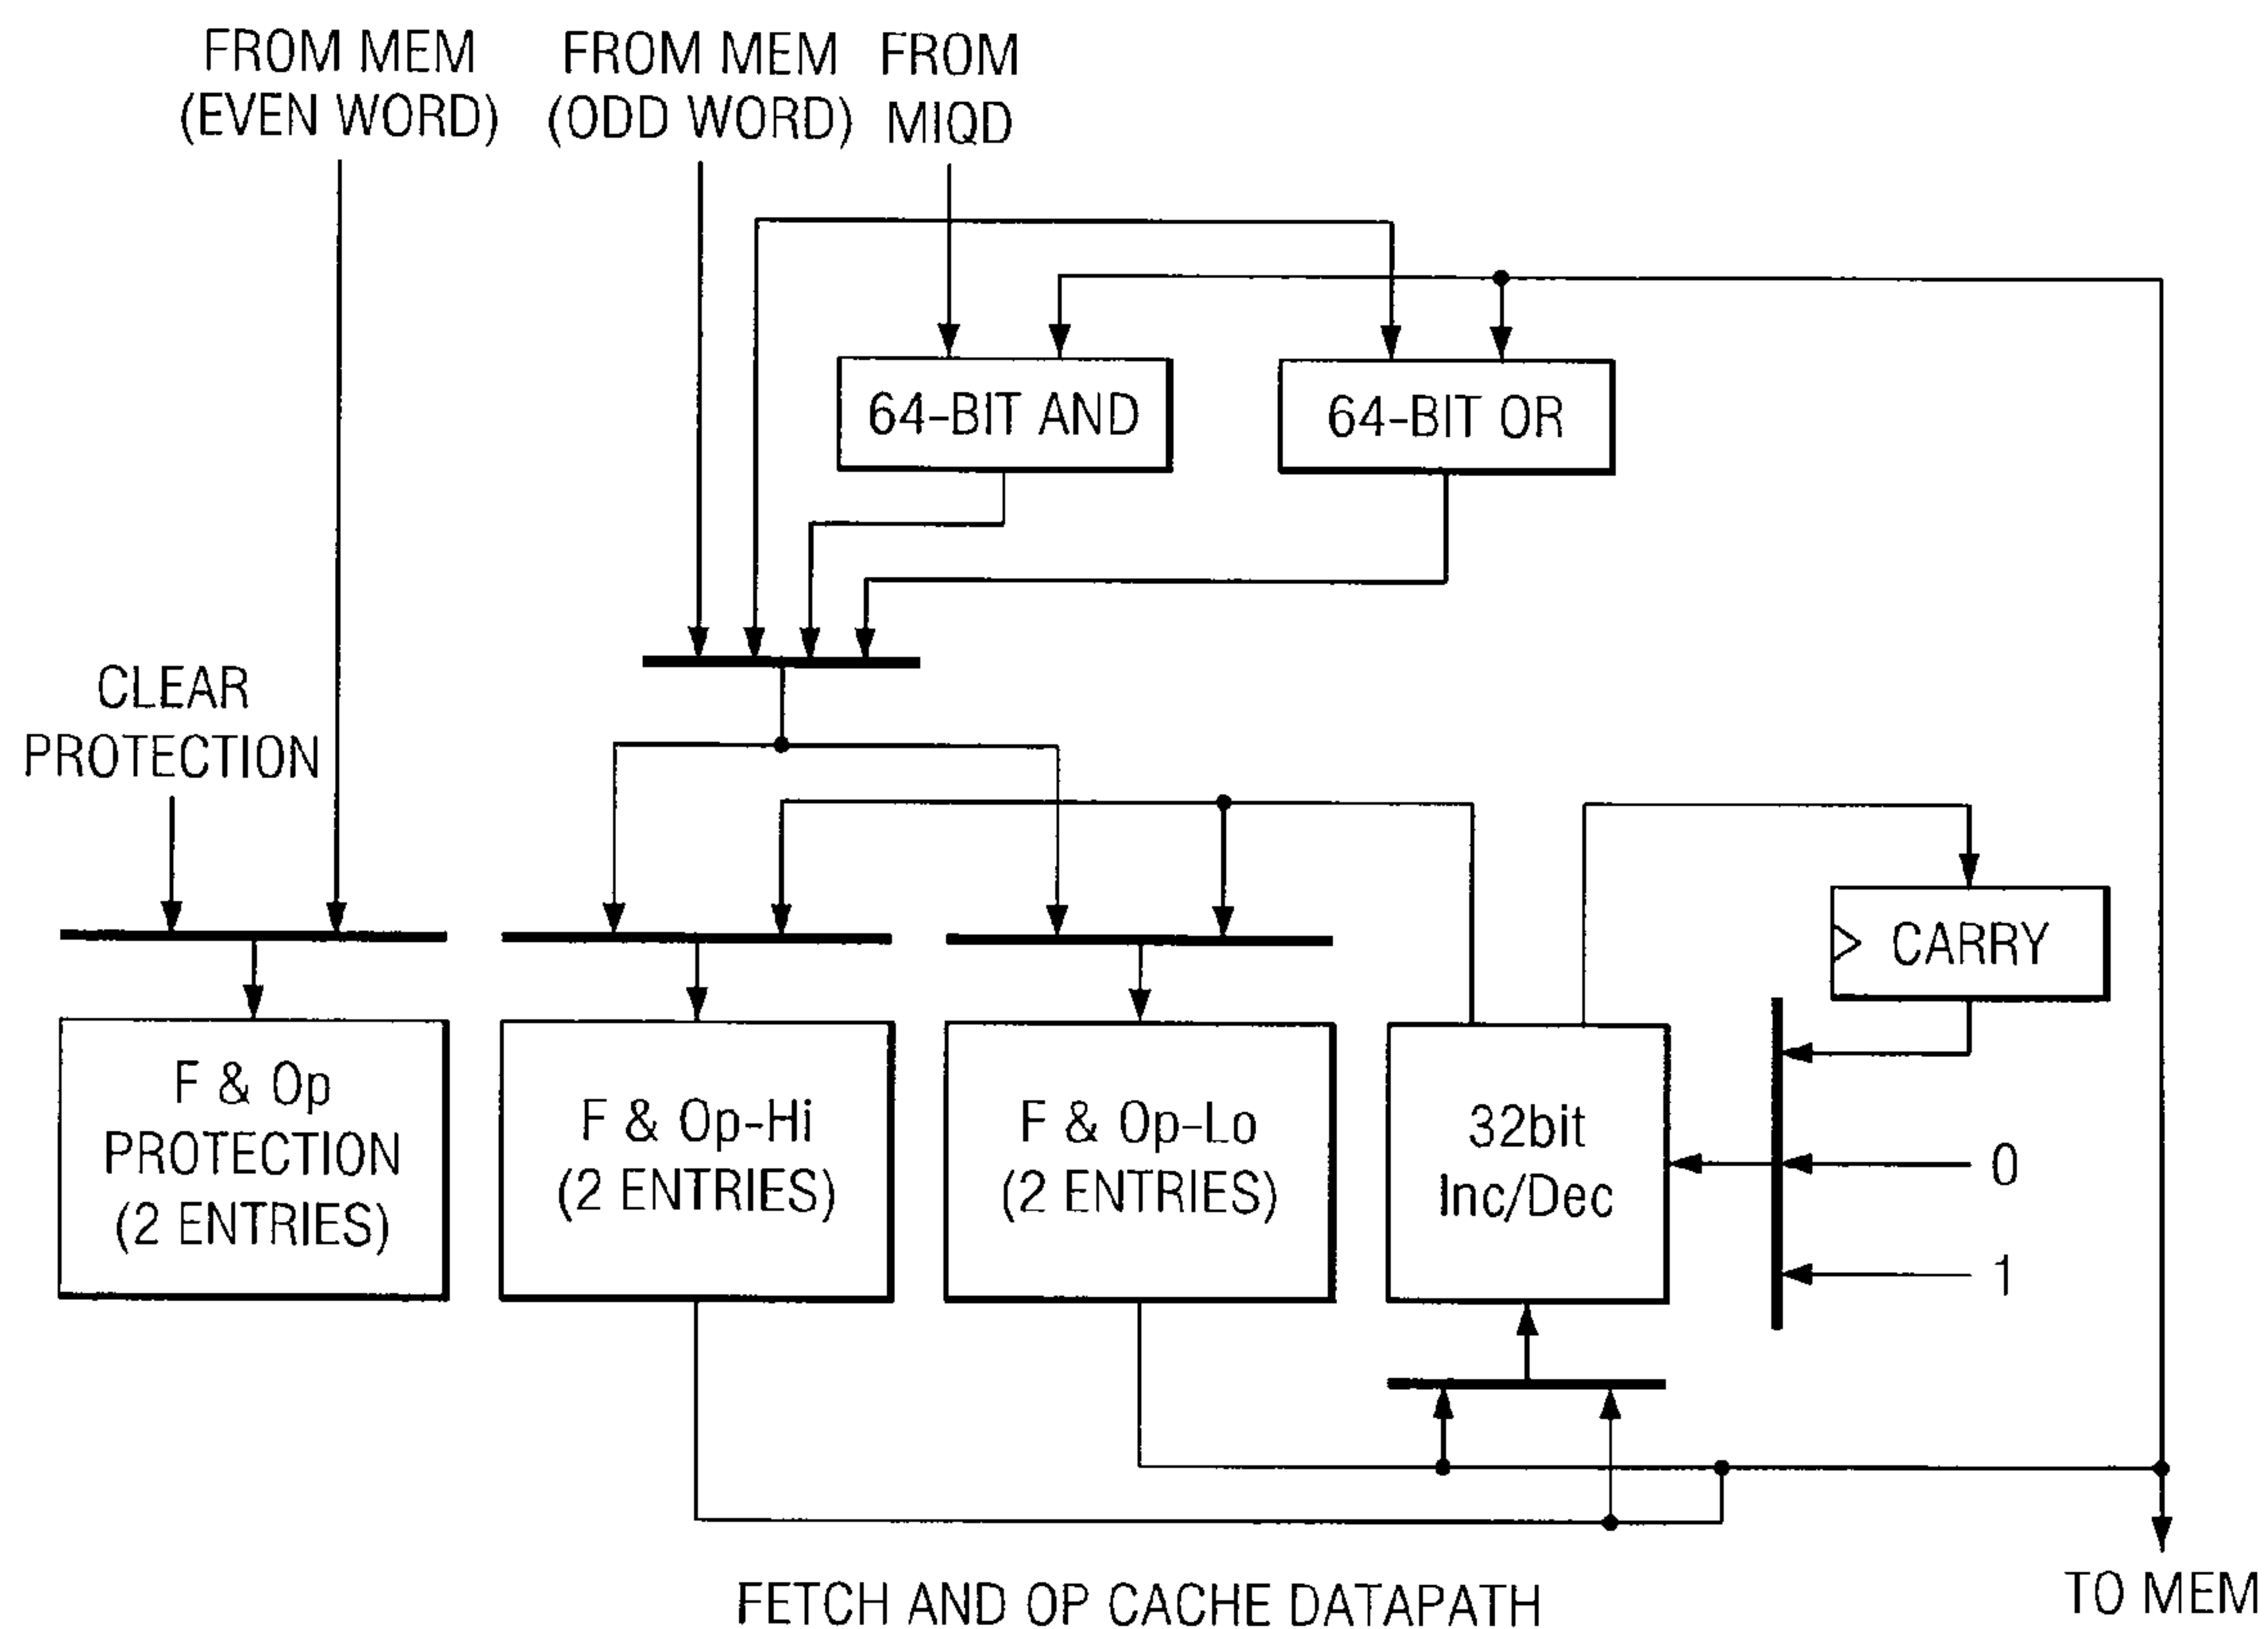 FROM MEM
(EVEN WORD)
FROM MEM
(ODD WORD)
FROM
MIQD
64-BIT AND
64-BIT OR
CLEAR
PROTECTION
CARRY
F & Op
PROTECTION
(2 ENTRIES)
F & Op-Hi
(2 ENTRIES)
F & Op-Lo
(2 ENTRIES)
32bit
Inc/Dec
0
1
FETCH AND OP CACHE DATAPATH
TO MEM